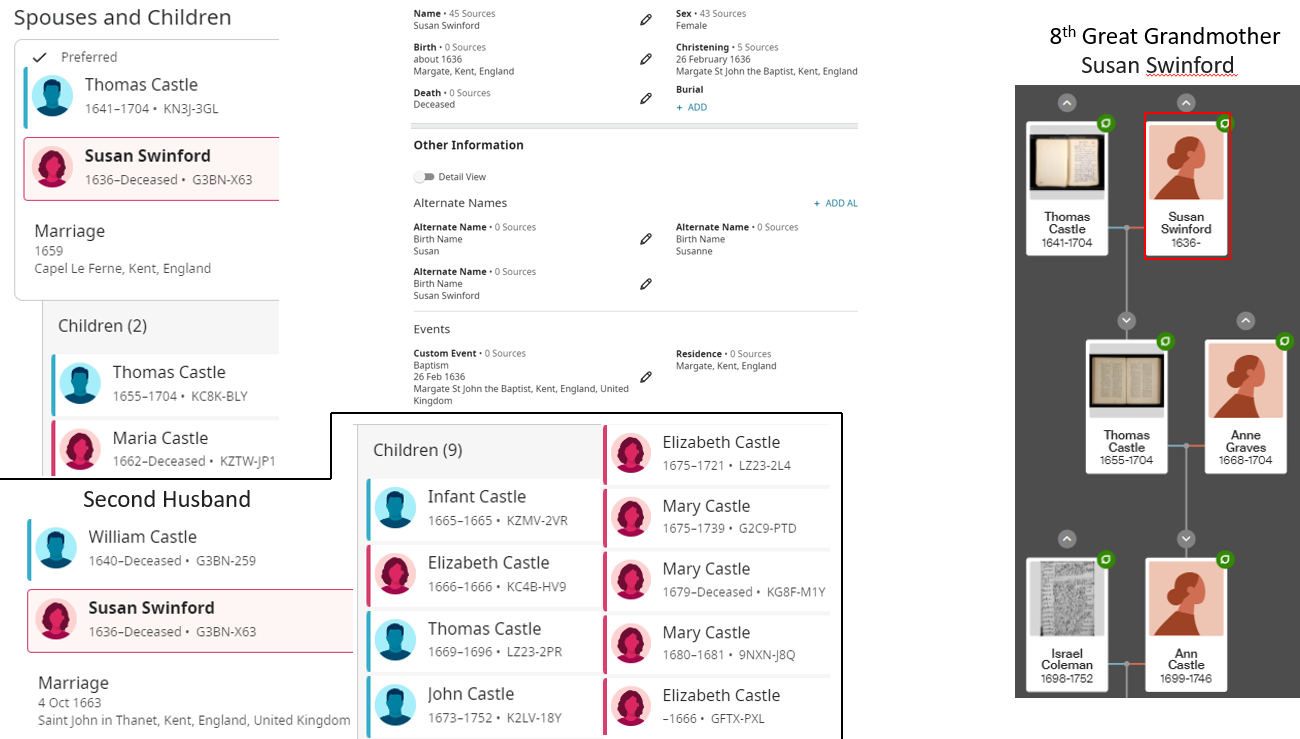 Spouses and Children
Preferred
Thomas Castle
1641–1704 • KN3J-3GL
Susan Swinford
1636–Deceased • G3BN-X63
Marriage
1659
Capel Le Ferne, Kent, England
Children (2)
Thomas Castle
1655–1704 • KC8K-BLY
Maria Castle
1662–Deceased • KZTW-JP1
Second Husband
William Castle
1640–Deceased • G3BN-259
Susan Swinford
1636–Deceased • G3BN-X63
Marriage
4 Oct 1663
Saint John in Thanet, Kent, England, United Kingdom
Name • 45 Sources
Susan Swinford
Sex • 43 Sources
Female
Birth • 0 Sources
about 1636
Margate, Kent, England
Christening • 5 Sources
26 February 1636
Margate St John the Baptist, Kent, England
Death • 0 Sources
Deceased
Burial
+ ADD
Other Information
Detail View
Alternate Names
+ ADD AL
Alternate Name • 0 Sources
Birth Name
Susan
Alternate Name • 0 Sources
Birth Name
Susanne
Alternate Name • 0 Sources
Birth Name
Susan Swinford
Events
Custom Event • 0 Sources
Baptism
26 Feb 1636
Margate St John the Baptist, Kent, England, United
Kingdom
Residence • 0 Sources
Margate, Kent, England
Children (9)
Infant Castle
1665–1665 • KZMV-2VR
Elizabeth Castle
1666–1666 • KC4B-HV9
Thomas Castle
1669–1696 • LZ23-2PR
John Castle
1673–1752 • K2LV-18Y
Elizabeth Castle
1675–1721 • LZ23-2L4
Mary Castle
1675–1739 • G2C9-PTD
Mary Castle
1679–Deceased • KG8F-M1Y
Mary Castle
1680–1681 • 9NXN-J8Q
Elizabeth Castle
–1666 • GFTX-PXL
8th Great Grandmother
Susan Swinford
Thomas
Castle
1641-1704
Susan
Swinford
1636-
Thomas
Castle
1655-1704
Anne
Graves
1668-1704
Israel
Coleman
1698-1752
Ann
Castle
1699-1746